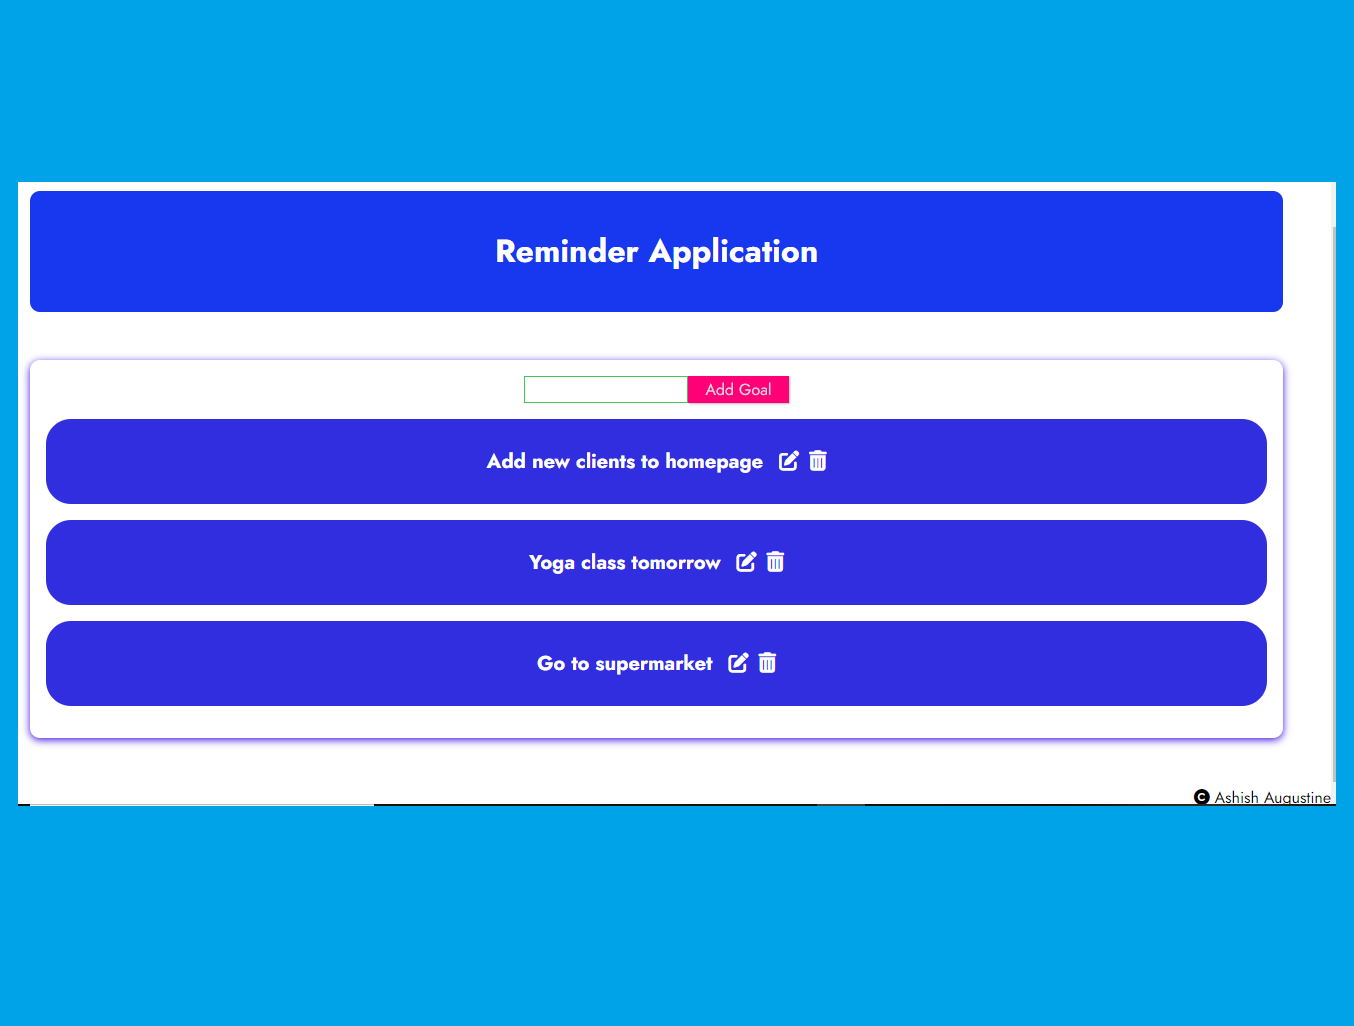 Reminder Application
Add Goal
Add new clients to homepage
Yoga class tomorrow
Go to supermarket
© Ashish Augustine